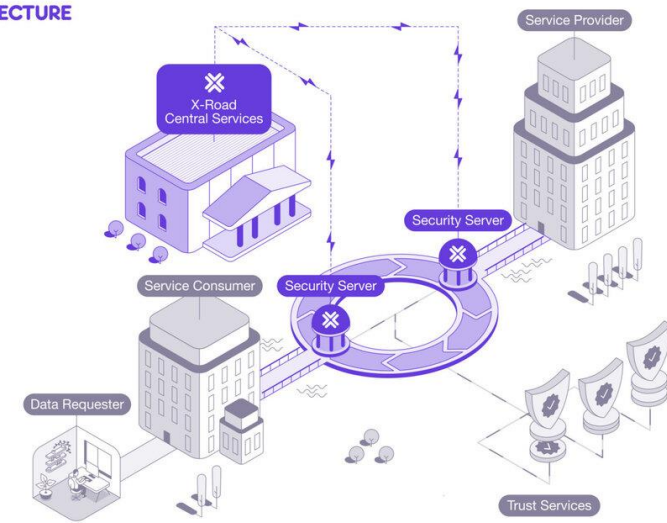 ECTURE
Service Provider
X-Road
Central Services
Security Server
Service Consumer
Security Server
Data Requester
Trust Services